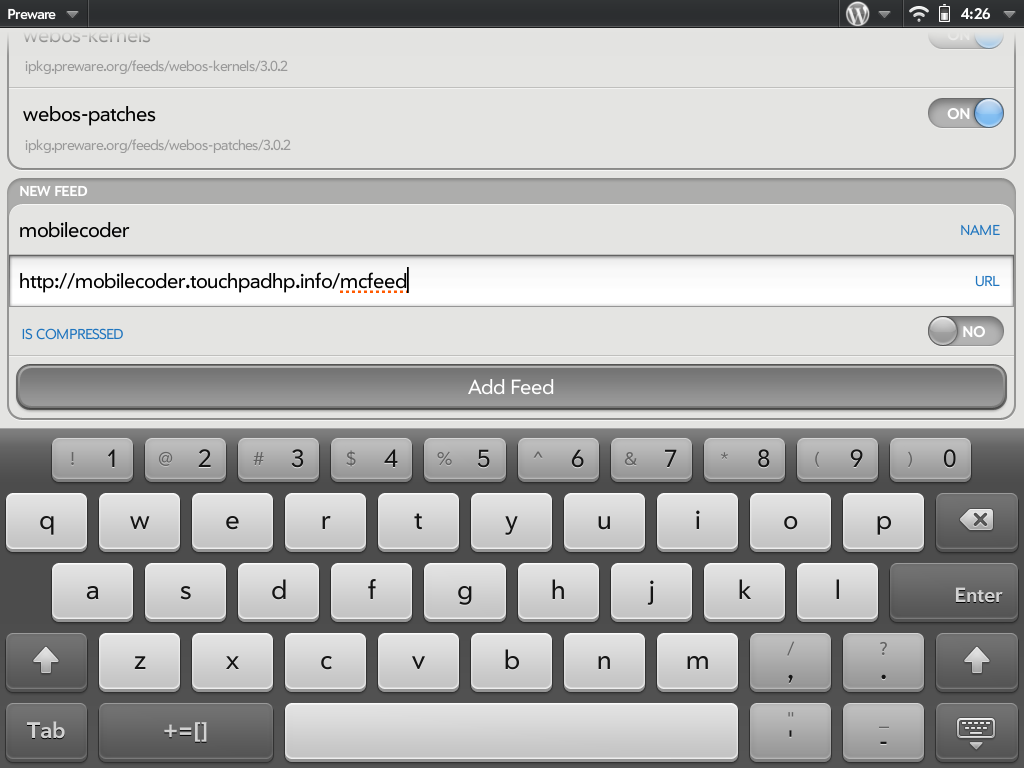 Preware
4:26
webos-kernels
ON
ipkg.preware.org/feeds/webos-kernels/3.0.2
webos-patches
ON
ipkg.preware.org/feeds/webos-patches/3.0.2
NEW FEED
mobilecoder NAME
http://mobilecoder.touchpadhp.info/mcfeed URL
IS COMPRESSED NO
Add Feed
! 1 @ 2 # 3 $ 4 % 5 ^ 6 & 7 * 8 ( 9 ) 0
q w e r t y u i o p
a s d f g h j k l Enter
z x c v b n m / , ? .
Tab +=[] " ' _ -